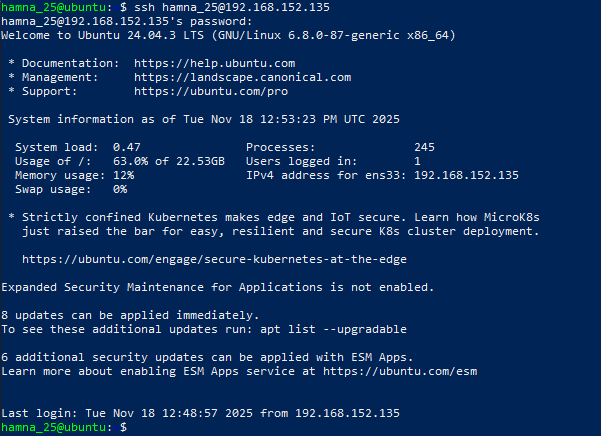 hamna_25@ubuntu: $ ssh hamna_25@192.168.152.135
hamna_25@192.168.152.135's password:
Welcome to Ubuntu 24.04.3 LTS (GNU/Linux 6.8.0-87-generic x86_64)
* Documentation:  https://help.ubuntu.com
* Management:     https://landscape.canonical.com
* Support:        https://ubuntu.com/pro
System information as of Tue Nov 18 12:53:23 PM UTC 2025
System load:  0.47               Processes:              245
Usage of /:   63.0% of 22.53GB   Users logged in:        1
Memory usage: 12%                IPv4 address for ens33: 192.168.152.135
Swap usage:   0%
* Strictly confined Kubernetes makes edge and IoT secure. Learn how MicroK8s
just raised the bar for easy, resilient and secure K8s cluster deployment.
https://ubuntu.com/engage/secure-kubernetes-at-the-edge
Expanded Security Maintenance for Applications is not enabled.
8 updates can be applied immediately.
To see these additional updates run: apt list --upgradable
6 additional security updates can be applied with ESM Apps.
Learn more about enabling ESM Apps service at https://ubuntu.com/esm
Last login: Tue Nov 18 12:48:57 2025 from 192.168.152.135
hamna_25@ubuntu: $